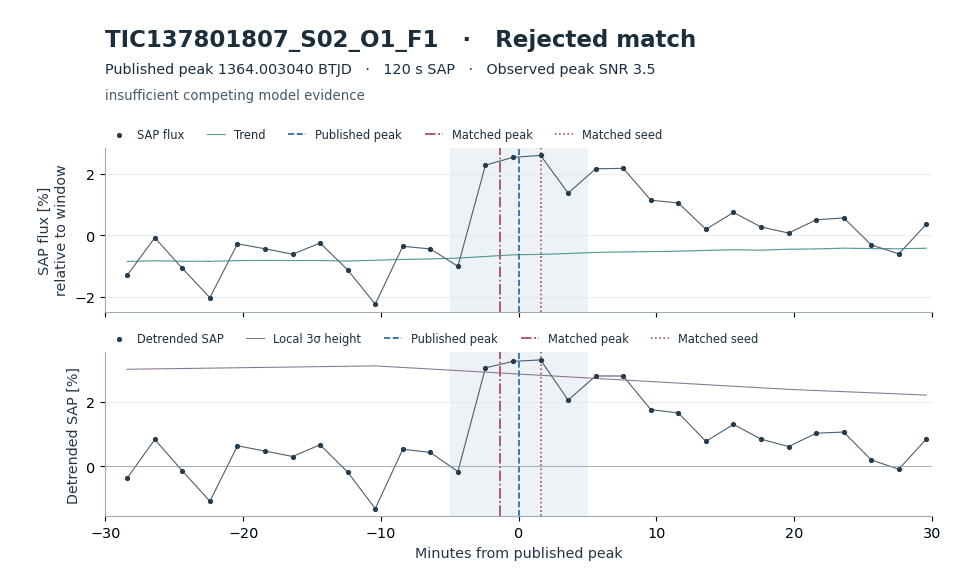 TIC137801807_S02_O1_F1 · Rejected match
Published peak 1364.003040 BTJD · 120 s SAP · Observed peak SNR 3.5
insufficient competing model evidence
SAP flux Trend Published peak Matched peak Matched seed
SAP flux [%]
relative to window
2
0
−2
Detrended SAP Local 3σ height Published peak Matched peak Matched seed
Detrended SAP [%]
2
0
−30 −20 −10 0 10 20 30
Minutes from published peak